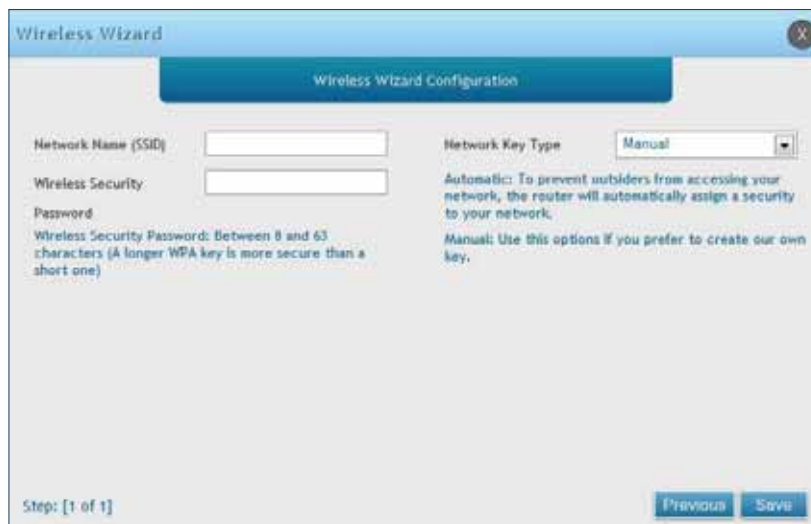 Wireless Wizard
X
Wireless Wizard Configuration
Network Name (SSID)
Wireless Security
Password
Wireless Security Password: Between 8 and 63
characters (A longer WPA key is more secure than a
short one)
Network Key Type
Manual
Automatic: To prevent outsiders from accessing your
network, the router will automatically assign a security
to your network.
Manual: Use this options if you prefer to create our own
key.
Step: [1 of 1]
Previous
Save